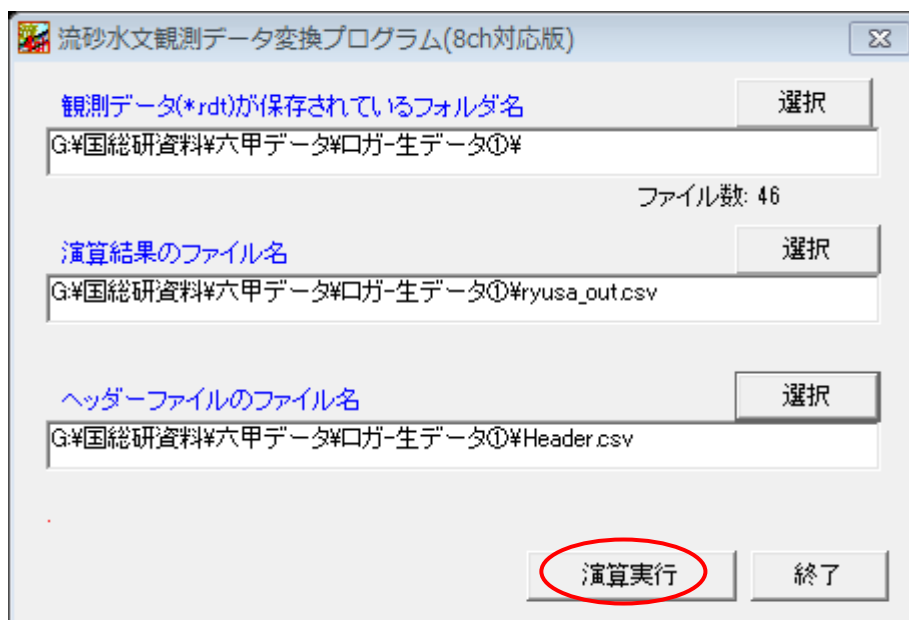 流砂水文観測データ変換プログラム(8ch対応版)
観測データ(*.rdt)が保存されているフォルダ名
選択
G:¥国総研資料¥六甲データ¥ロガ-生データ①¥
ファイル数: 46
演算結果のファイル名
選択
G:¥国総研資料¥六甲データ¥ロガ-生データ①¥ryusa_out.csv
ヘッダーファイルのファイル名
選択
G:¥国総研資料¥六甲データ¥ロガ-生データ①¥Header.csv
.
演算実行
終了